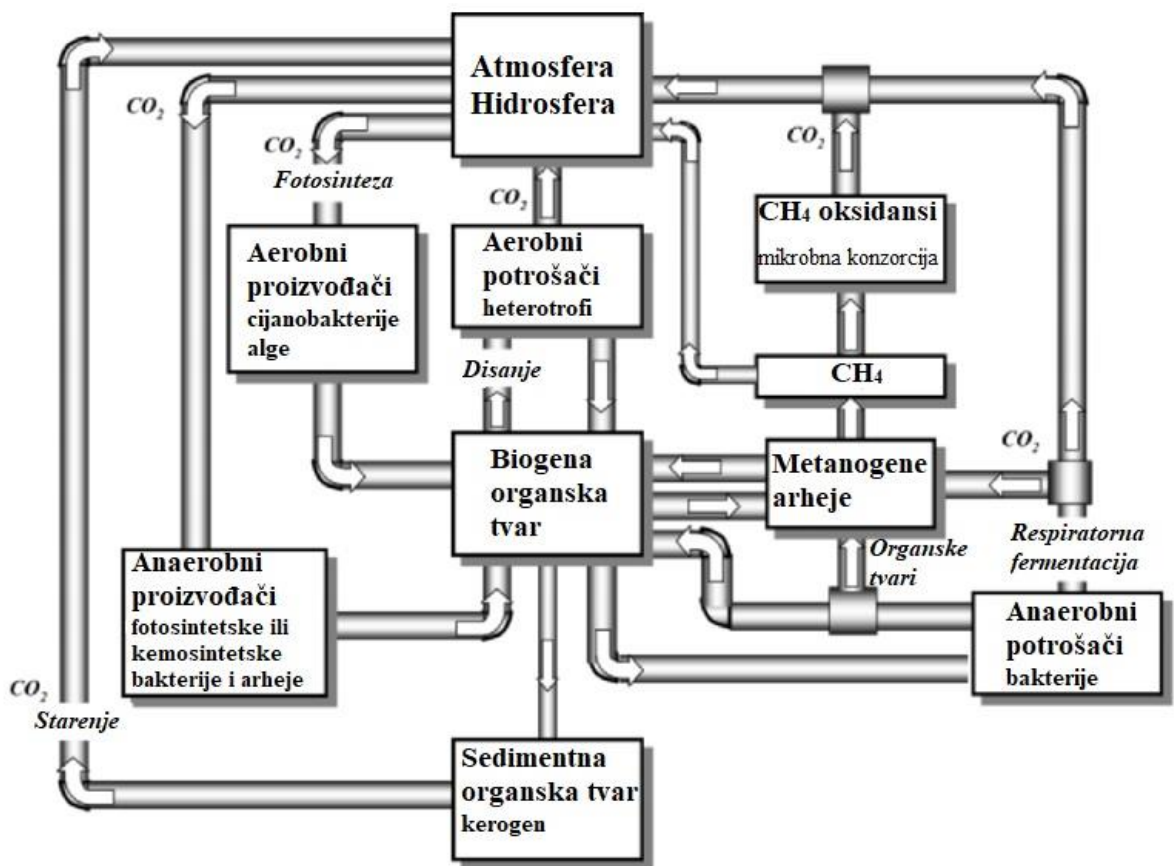 Atmosfera
Hidrosfera
CO2
CO2
Fotosinteza
CO2
CO2
CH4 oksidansi
mikrobna konzorcija
Aerobni
proizvođači
cijanobakterije
alge
Aerobni
potrošači
heterotrofi
Disanje
CH4
Biogena
organska
tvar
Metanogene
arheje
CO2
Organske
tvari
Respiratorna
fermentacija
Anaerobni
proizvođači
fotosintetske ili
kemosintetske
bakterije i arheje
Anaerobni
potrošači
bakterije
CO2
Starenje
Sedimentna
organska tvar
kerogen